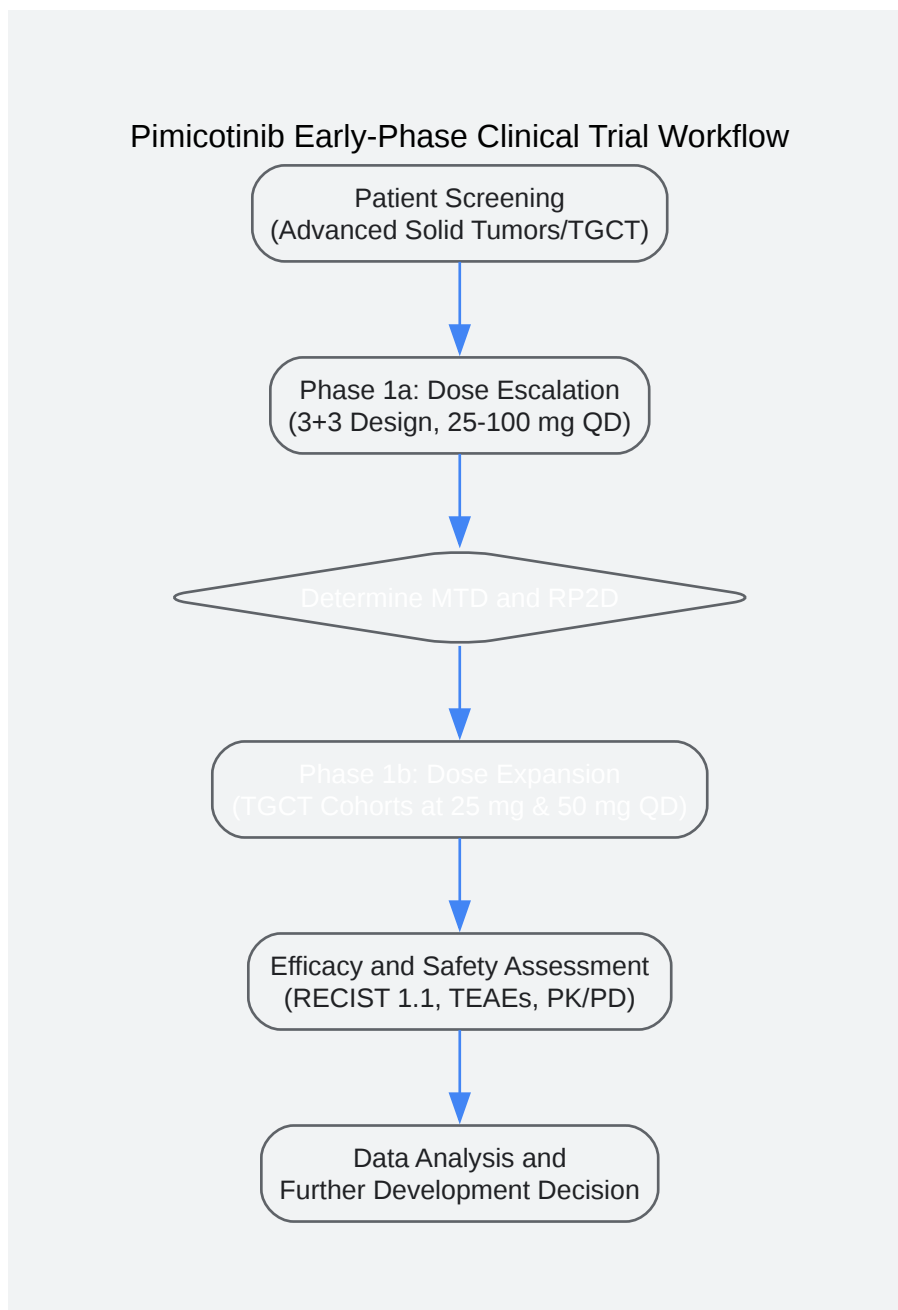 Pimicotinib Early-Phase Clinical Trial Workflow
Patient Screening
(Advanced Solid Tumors/TGCT)
Phase 1a: Dose Escalation
(3+3 Design, 25-100 mg QD)
Determine MTD and RP2D
Phase 1b: Dose Expansion
(TGCT Cohorts at 25 mg & 50 mg QD)
Efficacy and Safety Assessment
(RECIST 1.1, TEAEs, PK/PD)
Data Analysis and
Further Development Decision